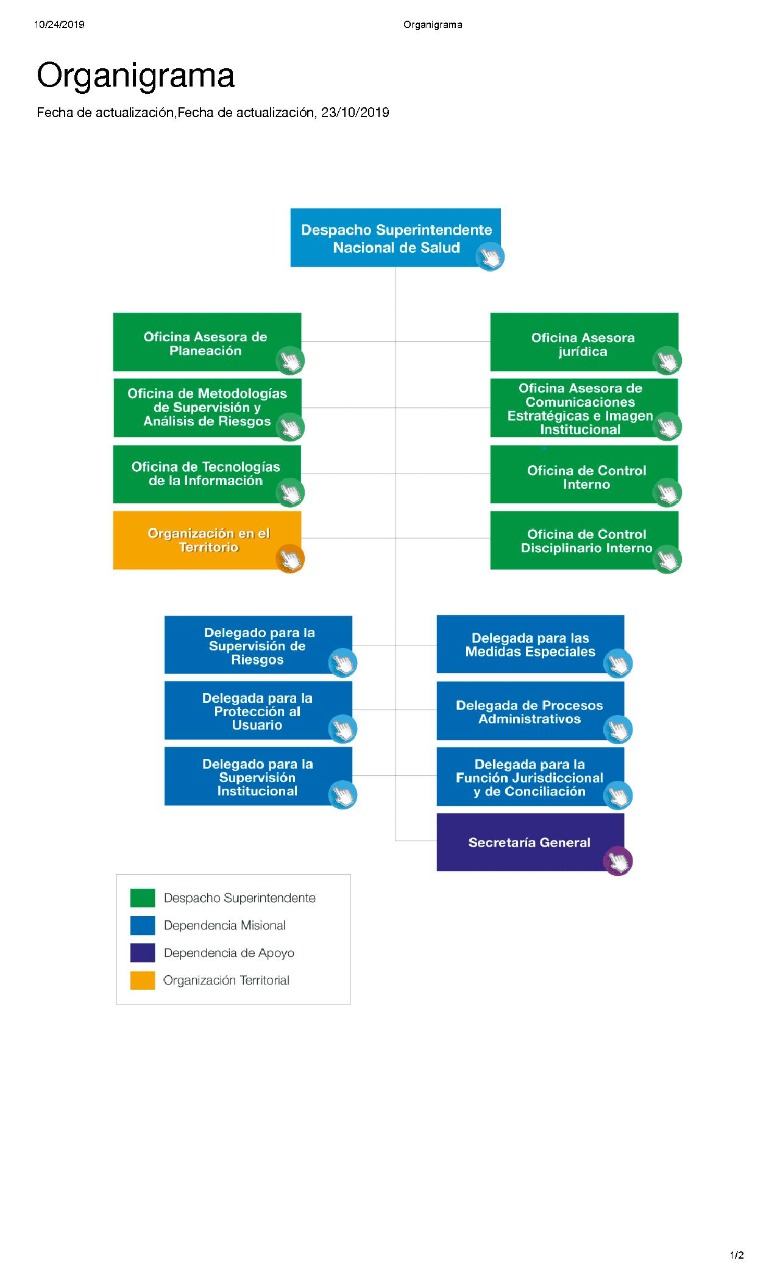 10/24/2019
Organigrama
Organigrama
Fecha de actualización,Fecha de actualización, 23/10/2019
Despacho Superintendente
Nacional de Salud
Oficina Asesora de
Planeación
Oficina Asesora
jurídica
Oficina de Metodologías
de Supervisión y
Análisis de Riesgos
Oficina Asesora de
Comunicaciones
Estratégicas e Imagen
Institucional
Oficina de Tecnologías
de la Información
Oficina de Control
Interno
Organización en el
Territorio
Oficina de Control
Disciplinario Interno
Delegado para la
Supervisión de
Riesgos
Delegada para las
Medidas Especiales
Delegada para la
Protección al
Usuario
Delegada de Procesos
Administrativos
Delegado para la
Supervisión
Institucional
Delegada para la
Función Jurisdiccional
y de Conciliación
Secretaría General
Despacho Superintendente
Dependencia Misional
Dependencia de Apoyo
Organización Territorial
1/2